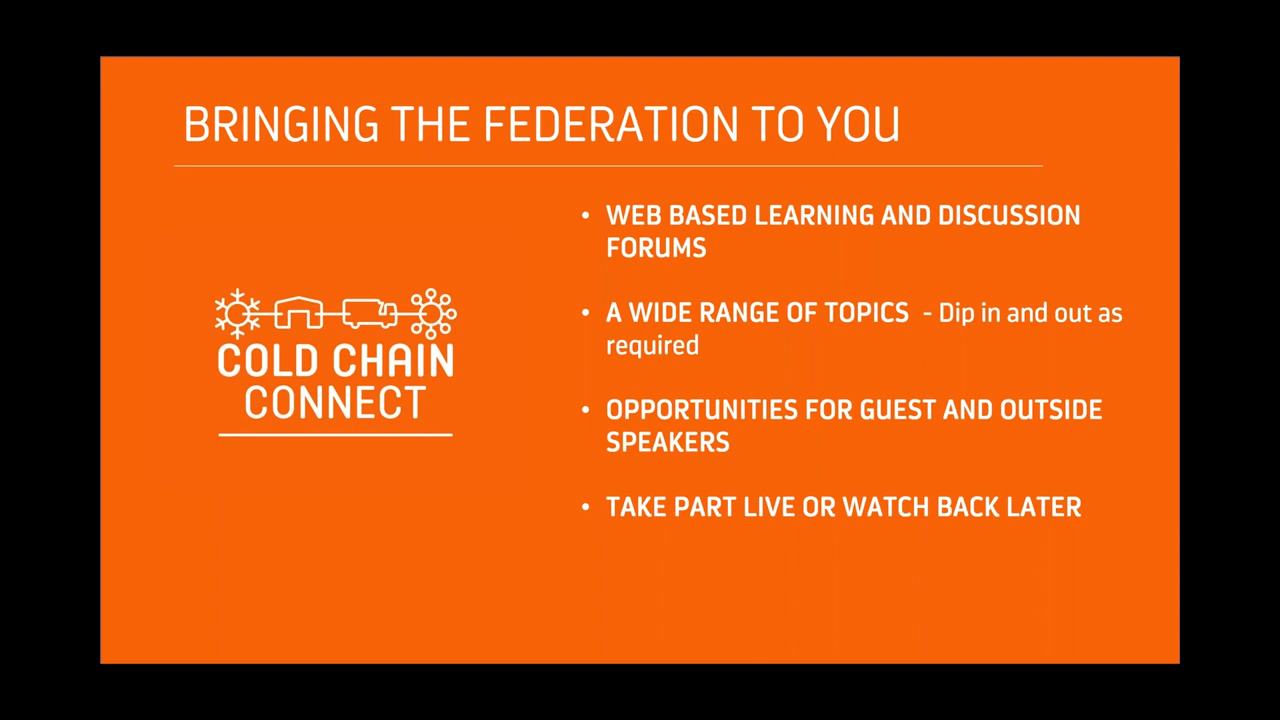 BRINGING THE FEDERATION TO YOU
COLD CHAIN
CONNECT
• WEB BASED LEARNING AND DISCUSSION
FORUMS
• A WIDE RANGE OF TOPICS - Dip in and out as
required
• OPPORTUNITIES FOR GUEST AND OUTSIDE
SPEAKERS
• TAKE PART LIVE OR WATCH BACK LATER